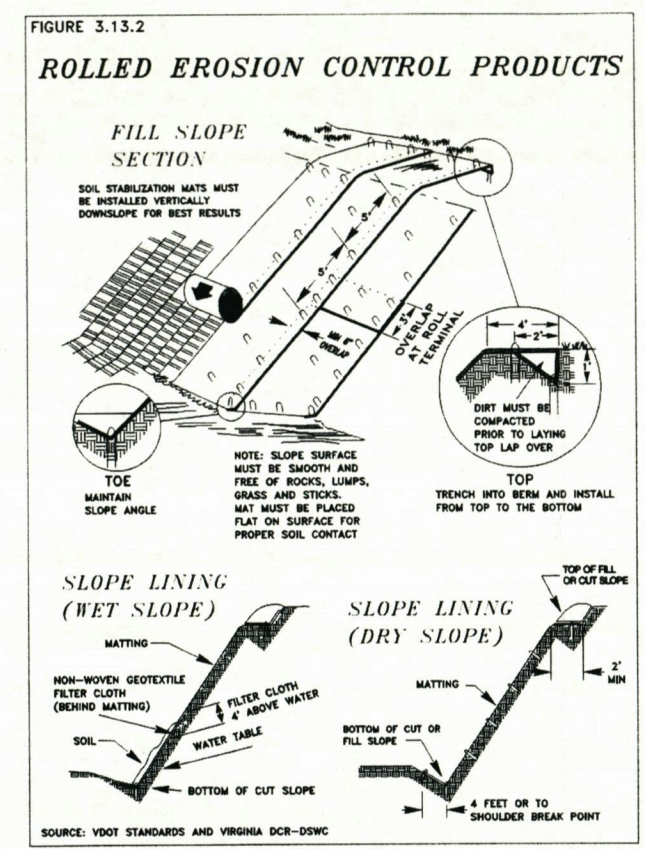 FIGURE 3.13.2
ROLLED EROSION CONTROL PRODUCTS
FILL SLOPE
SECTION
SOIL STABILIZATION MATS MUST
BE INSTALLED VERTICALLY
DOWNSLOPE FOR BEST RESULTS
5'
5'
MIN 6"
OVERLAP
3'
OVERLAP
AT ROLL
TERMINAL
4'
2'
1'
DIRT MUST BE
COMPACTED
PRIOR TO LAYING
TOP LAP OVER
TOP
TRENCH INTO BERM AND INSTALL
FROM TOP TO THE BOTTOM
TOE
MAINTAIN
SLOPE ANGLE
NOTE: SLOPE SURFACE
MUST BE SMOOTH AND
FREE OF ROCKS, LUMPS,
GRASS AND STICKS.
MAT MUST BE PLACED
FLAT ON SURFACE FOR
PROPER SOIL CONTACT
SLOPE LINING
(WET SLOPE)
MATTING
NON-WOVEN GEOTEXTILE
FILTER CLOTH
(BEHIND MATTING)
FILTER CLOTH
4' ABOVE WATER
SOIL
WATER TABLE
BOTTOM OF CUT SLOPE
SLOPE LINING
(DRY SLOPE)
TOP OF FILL
OR CUT SLOPE
2'
MIN
MATTING
BOTTOM OF CUT OR
FILL SLOPE
4 FEET OR TO
SHOULDER BREAK POINT
SOURCE: VDOT STANDARDS AND VIRGINIA DCR-DSWC